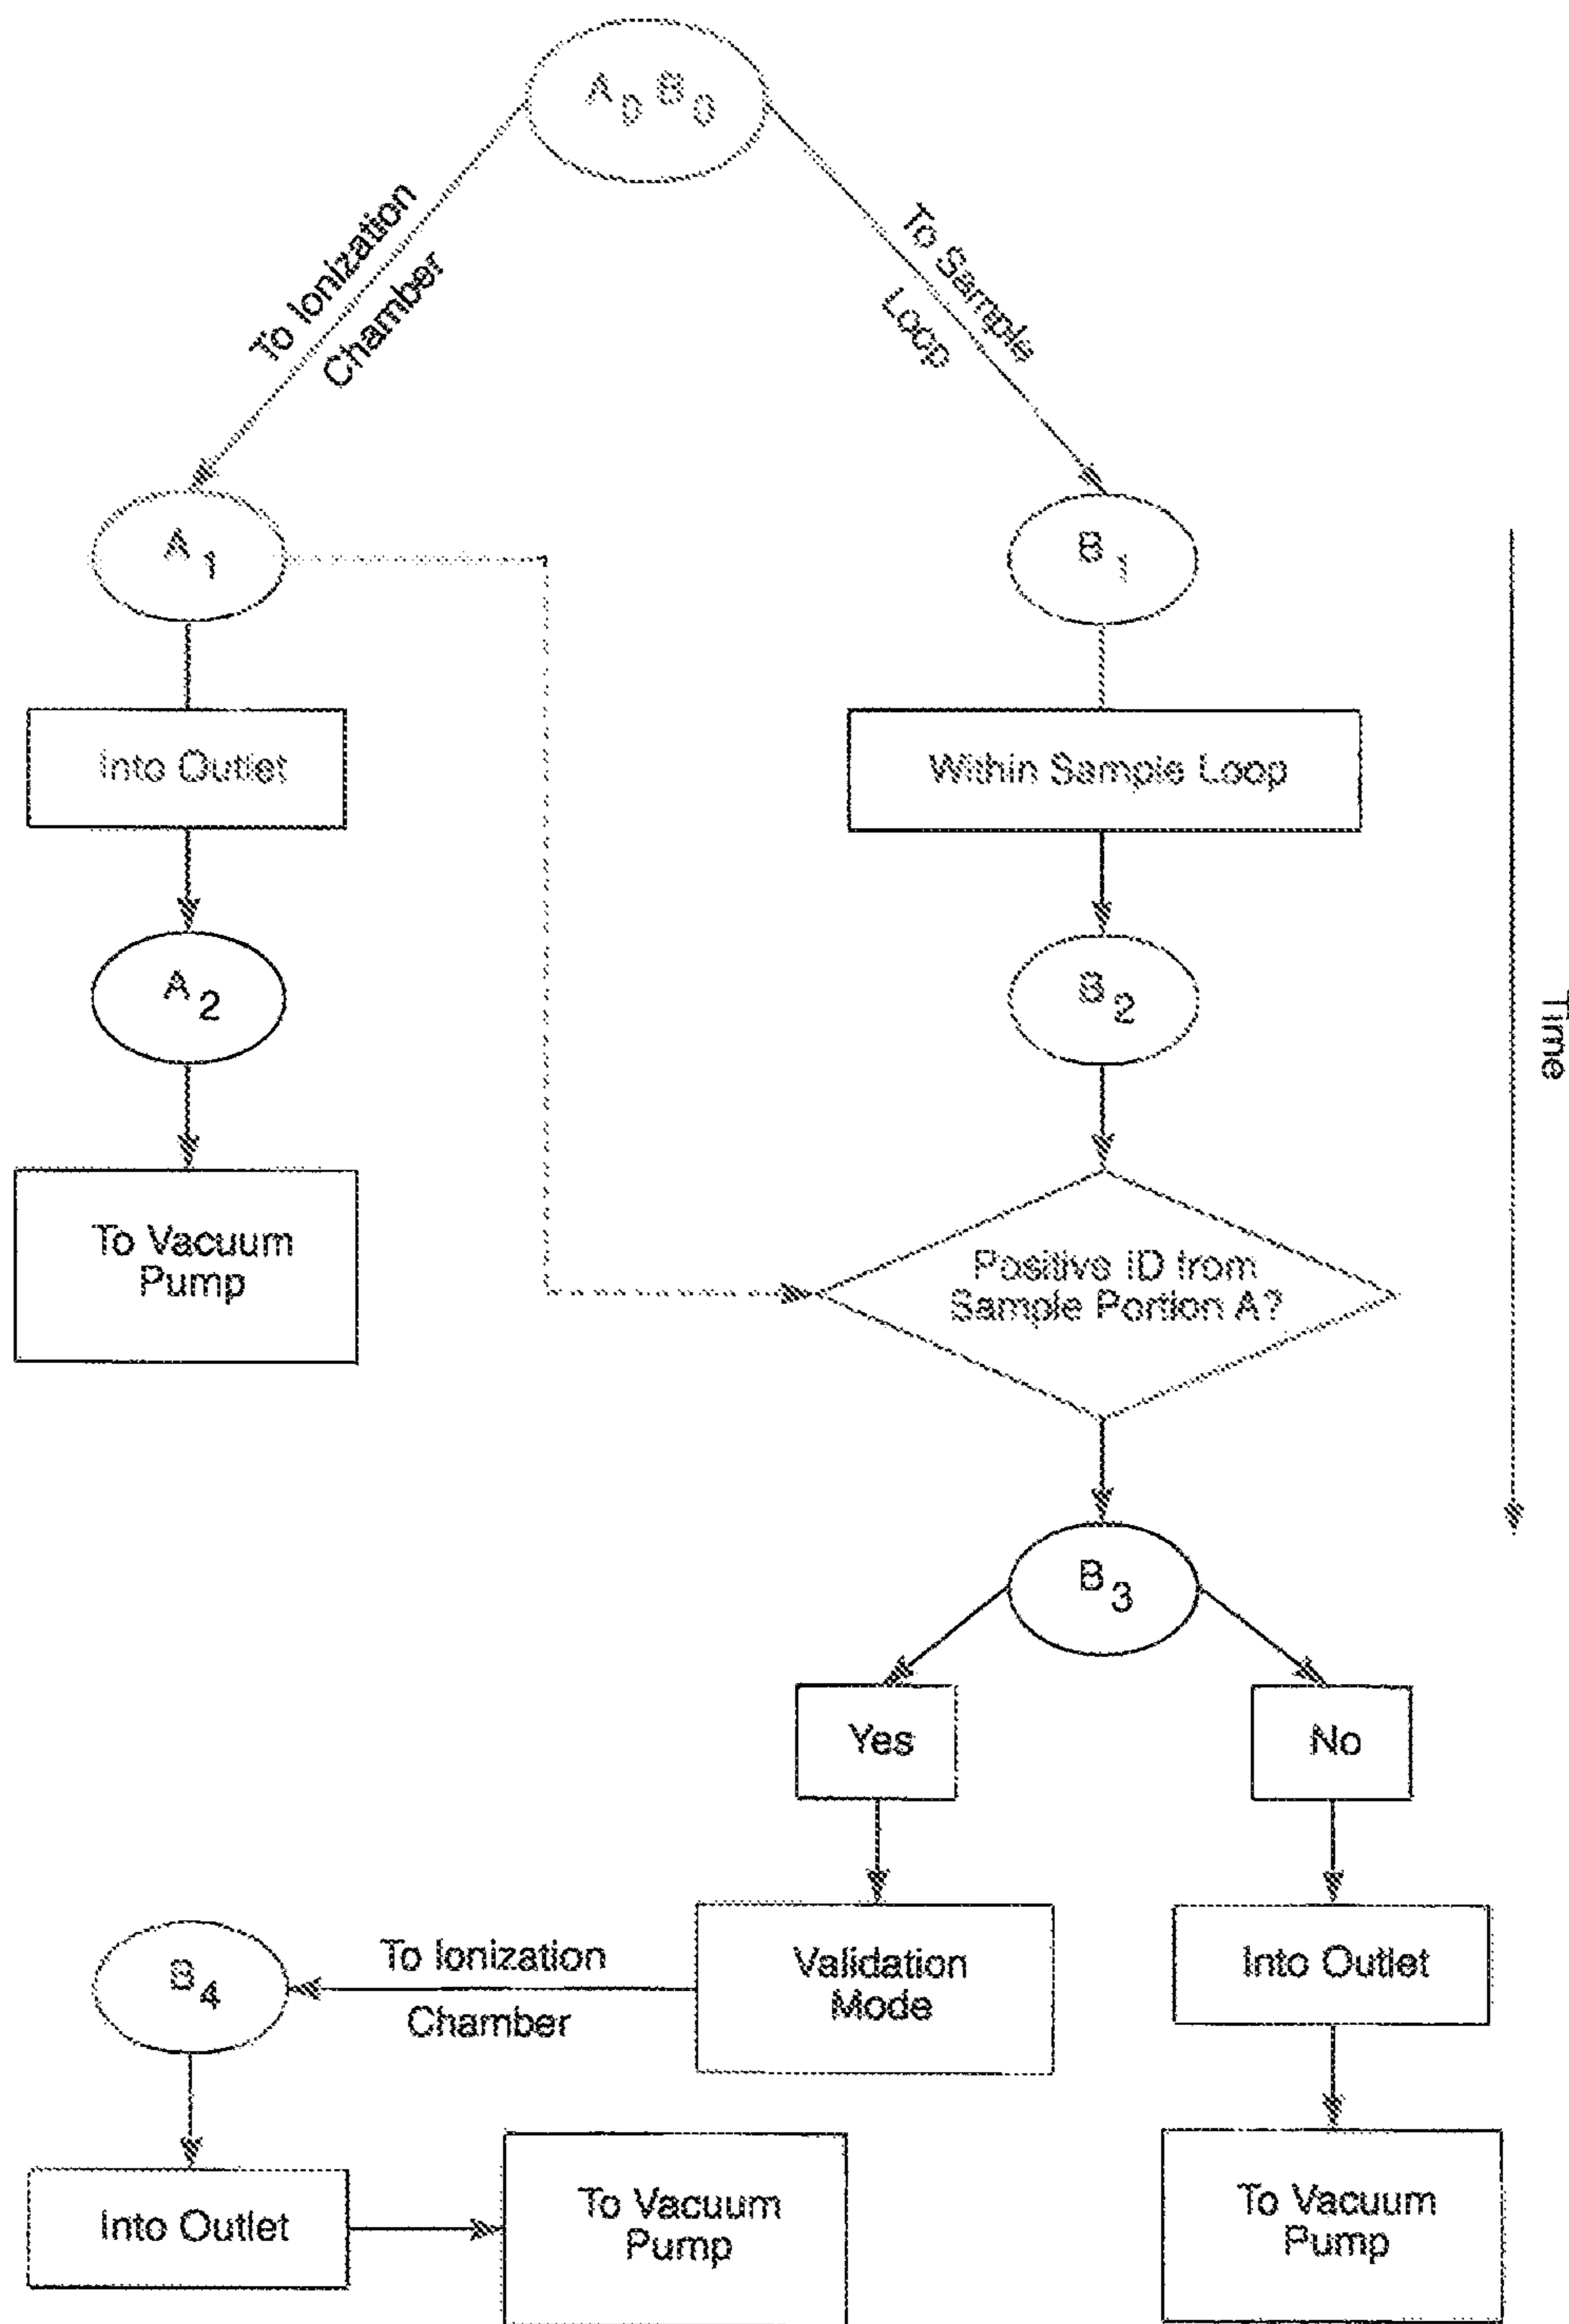 A0 B0
To Ionization
Chamber
To Sample
Loop
A1
B1
Into Outlet
Within Sample Loop
A2
B2
Time
To Vacuum
Pump
Positive ID from
Sample Portion A?
B3
Yes
No
B4
To Ionization
Chamber
Validation
Mode
Into Outlet
Into Outlet
To Vacuum
Pump
To Vacuum
Pump